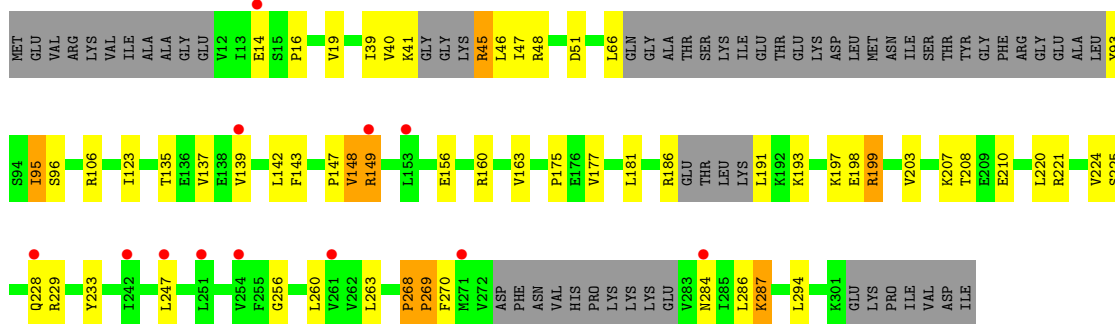 MET GLU VAL ARG LYS VAL ILE ALA ALA GLY GLU V12 I13 E14 S15 P16 V19 I39 V40 K41 GLY GLY LYS R45 L46 I47 R48 D51 L66 GLN GLY ALA THR SER LYS ILE GLU THR GLU LYS ASP LEU MET ASN ILE SER THR TYR GLY PHE ARG GLY GLU ALA LEU Y93
S94 I95 S96 R106 I123 T135 E136 V137 E138 V139 L142 F143 P147 V148 R149 L153 E156 R160 V163 P175 E176 V177 L181 R186 GLU THR LEU LYS L191 K192 K193 K197 E198 R199 V203 K207 T208 E209 E210 L220 R221 V224 S225
Q228 R229 Y233 I242 L247 L251 V254 F255 G256 L260 V261 V262 L263 P268 P269 F270 M271 V272 ASP PHE ASN VAL HIS PRO LYS LYS LYS GLU V283 N284 I285 L286 K287 L294 K301 GLU LYS PRO ILE VAL ASP ILE